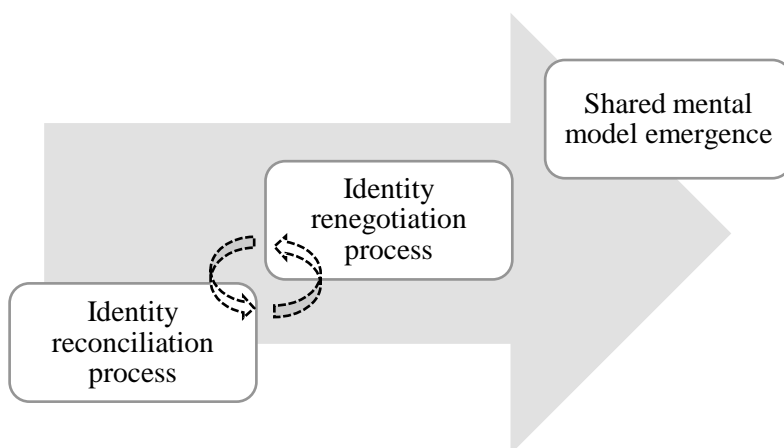 Shared mental
model emergence
Identity
renegotiation
process
Identity
reconciliation
process